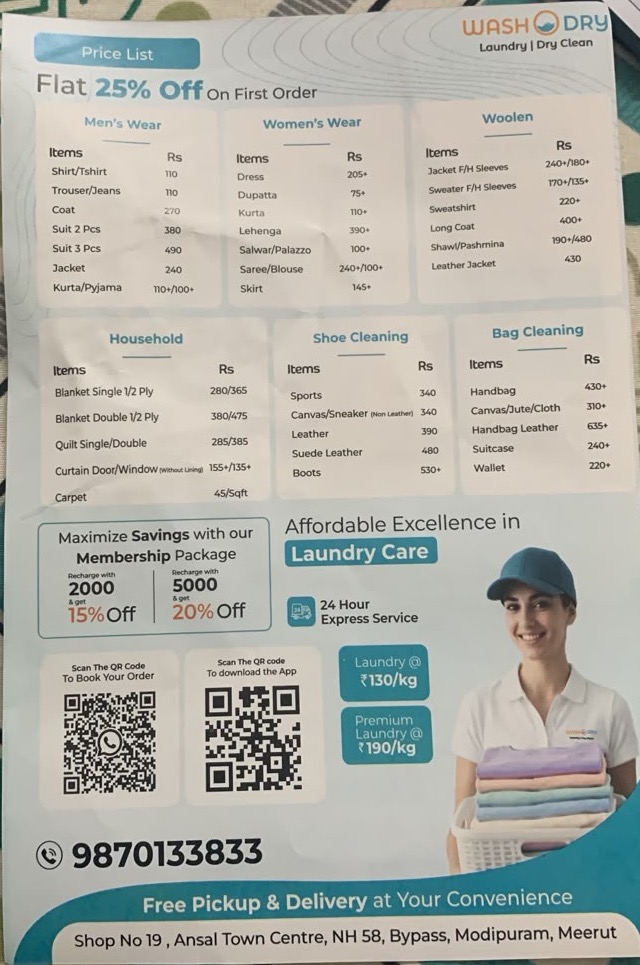 WASH DRY
Laundry | Dry Clean
Price List
Flat 25% Off On First Order
Men's Wear
Items Rs
Shirt/Tshirt 110
Trouser/Jeans 110
Coat 270
Suit 2 Pcs 380
Suit 3 Pcs 490
Jacket 240
Kurta/Pyjama 110+/100+
Women's Wear
Items Rs
Dress 205+
Dupatta 75+
Kurta 110+
Lehenga 390+
Salwar/Palazzo 100+
Saree/Blouse 240+/100+
Skirt 145+
Woolen
Items Rs
Jacket F/H Sleeves 240+/180+
Sweater F/H Sleeves 170+/135+
Sweatshirt 220+
Long Coat 400+
Shawl/Pashmina 190+/480
Leather Jacket 430
Household
Items Rs
Blanket Single 1/2 Ply 280/365
Blanket Double 1/2 Ply 380/475
Quilt Single/Double 285/385
Curtain Door/Window (Without Lining) 155+/135+
Carpet 45/Sqft
Shoe Cleaning
Items Rs
Sports 340
Canvas/Sneaker (Non Leather) 340
Leather 390
Suede Leather 480
Boots 530+
Bag Cleaning
Items Rs
Handbag 430+
Canvas/Jute/Cloth 310+
Handbag Leather 635+
Suitcase 240+
Wallet 220+
Maximize Savings with our
Membership Package
Recharge with
2000
& get
15% Off
Recharge with
5000
& get
20% Off
Affordable Excellence in
Laundry Care
24 Hour
Express Service
Scan The QR Code
To Book Your Order
Scan The QR code
To download the App
Laundry @
₹130/kg
Premium
Laundry @
₹190/kg
9870133833
Free Pickup & Delivery at Your Convenience
Shop No 19 , Ansal Town Centre, NH 58, Bypass, Modipuram, Meerut